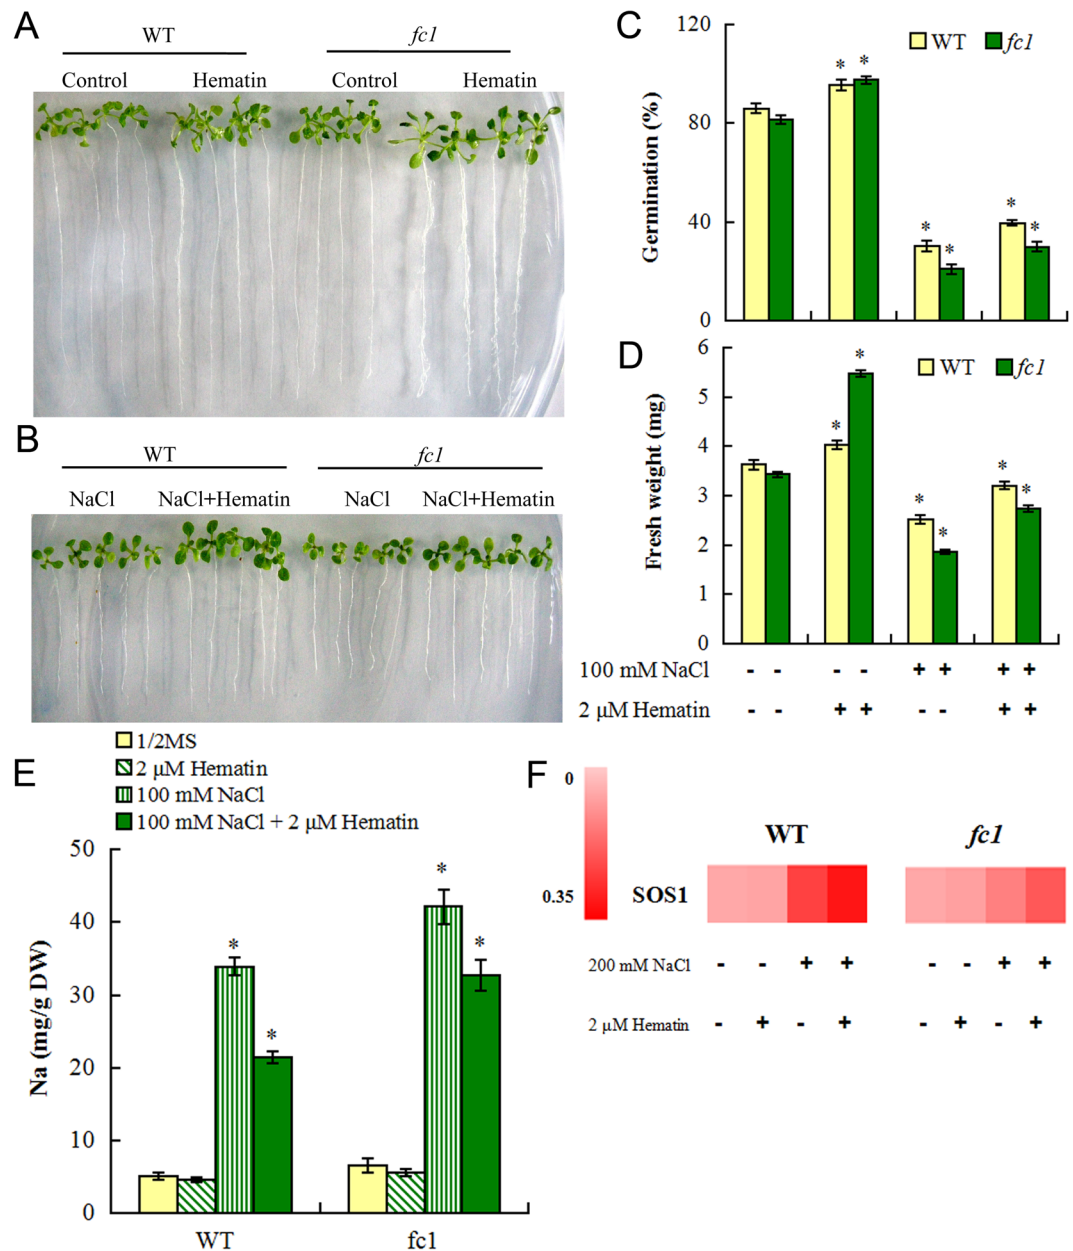 A
WT
fc1
Control
Hematin
Control
Hematin
B
WT
fc1
NaCl
NaCl+Hematin
NaCl
NaCl+Hematin
C
120
80
40
0
Germination (%)
WT
fc1
* * * * * *
D
6
5
4
3
2
1
0
Fresh weight (mg)
WT
fc1
* * * * * *
100 mM NaCl - - - - + + + +
2 μM Hematin - - + + - - + +
E
1/2MS
2 μM Hematin
100 mM NaCl
100 mM NaCl + 2 μM Hematin
50
40
30
20
10
0
Na (mg/g DW)
* * * *
WT
fc1
F
0
0.35
WT
fc1
SOS1
200 mM NaCl - - + + - - + +
2 μM Hematin - + - + - + - +